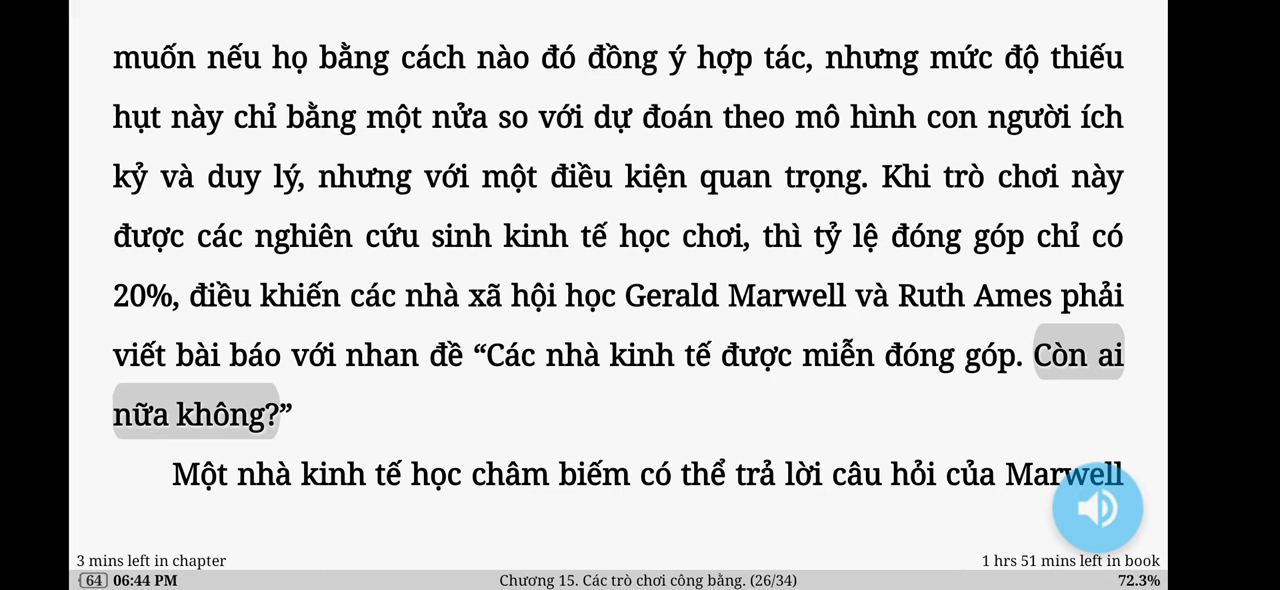 muốn nếu họ bằng cách nào đó đồng ý hợp tác, nhưng mức độ thiếu
hụt này chỉ bằng một nửa so với dự đoán theo mô hình con người ích
kỷ và duy lý, nhưng với một điều kiện quan trọng. Khi trò chơi này
được các nghiên cứu sinh kinh tế học chơi, thì tỷ lệ đóng góp chỉ có
20%, điều khiến các nhà xã hội học Gerald Marwell và Ruth Ames phải
viết bài báo với nhan đề “Các nhà kinh tế được miễn đóng góp. Còn ai
nữa không?”
Một nhà kinh tế học châm biếm có thể trả lời câu hỏi của Marwell
3 mins left in chapter
1 hrs 51 mins left in book
64 06:44 PM
Chương 15. Các trò chơi công bằng. (26/34)
72.3%